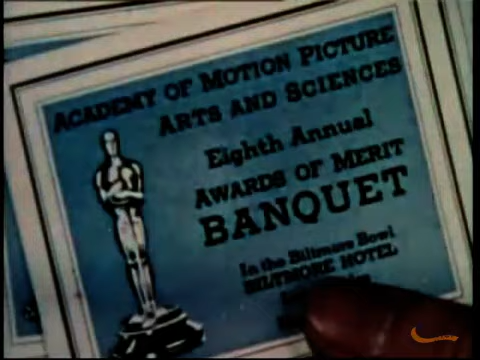 ACADEMY OF MOTION PICTURE
ARTS AND SCIENCES
Eighth Annual
AWARDS OF MERIT
BANQUET
In the Biltmore Bowl
BILTMORE HOTEL